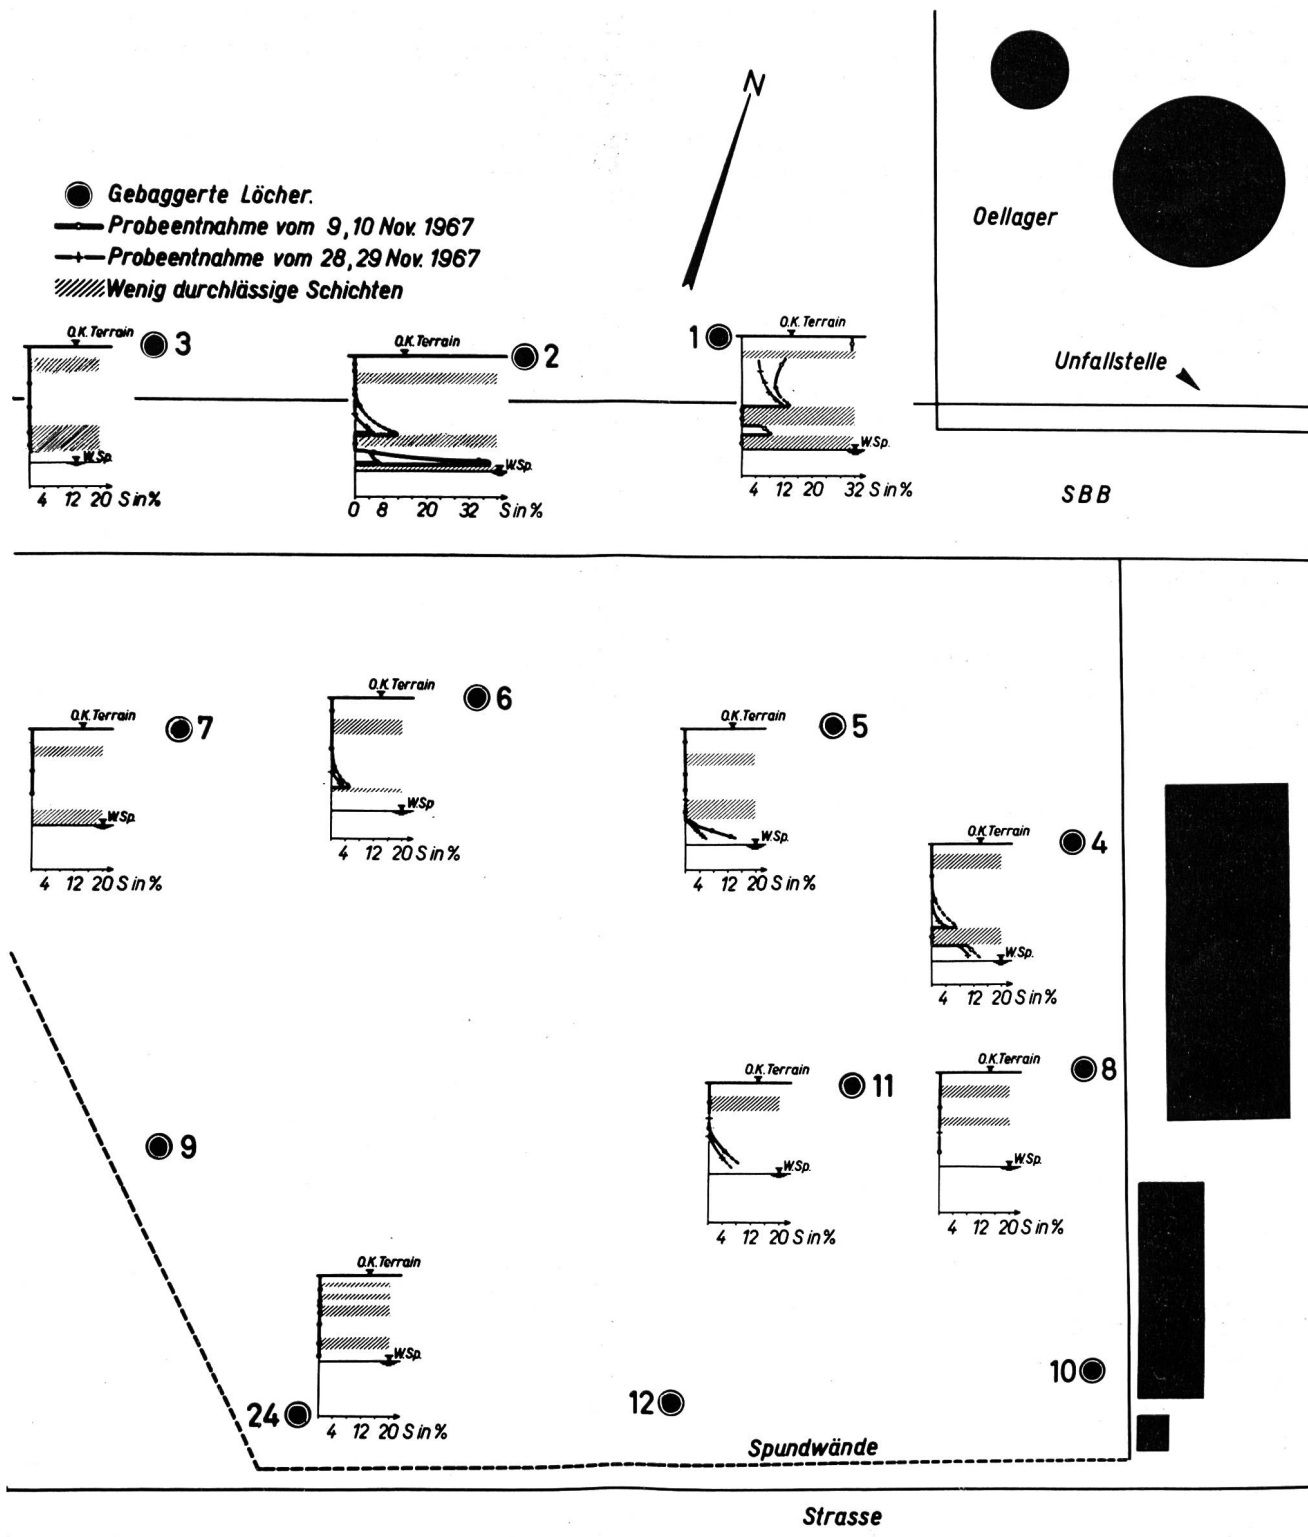 N
Gebaggerte Löcher.
Probeentnahme vom 9,10 Nov. 1967
Probeentnahme vom 28,29 Nov. 1967
Wenig durchlässige Schichten
Oellager
Unfallstelle
SBB
O.K. Terrain
3
W.Sp.
4 12 20 S in %
O.K. Terrain
2
W.Sp.
0 8 20 32 S in %
1
O.K. Terrain
W.Sp.
4 12 20 32 S in %
O.K. Terrain
7
W.Sp.
4 12 20 S in %
O.K. Terrain
6
W.Sp
4 12 20 S in %
O.K. Terrain
5
W.Sp.
4 12 20 S in %
O.K. Terrain
4
W.Sp.
4 12 20 S in %
O.K. Terrain
11
W.Sp.
4 12 20 S in %
O.K. Terrain
8
W.Sp.
4 12 20 S in %
9
O.K. Terrain
W.Sp.
24
4 12 20 S in %
12
10
Spundwände
Strasse